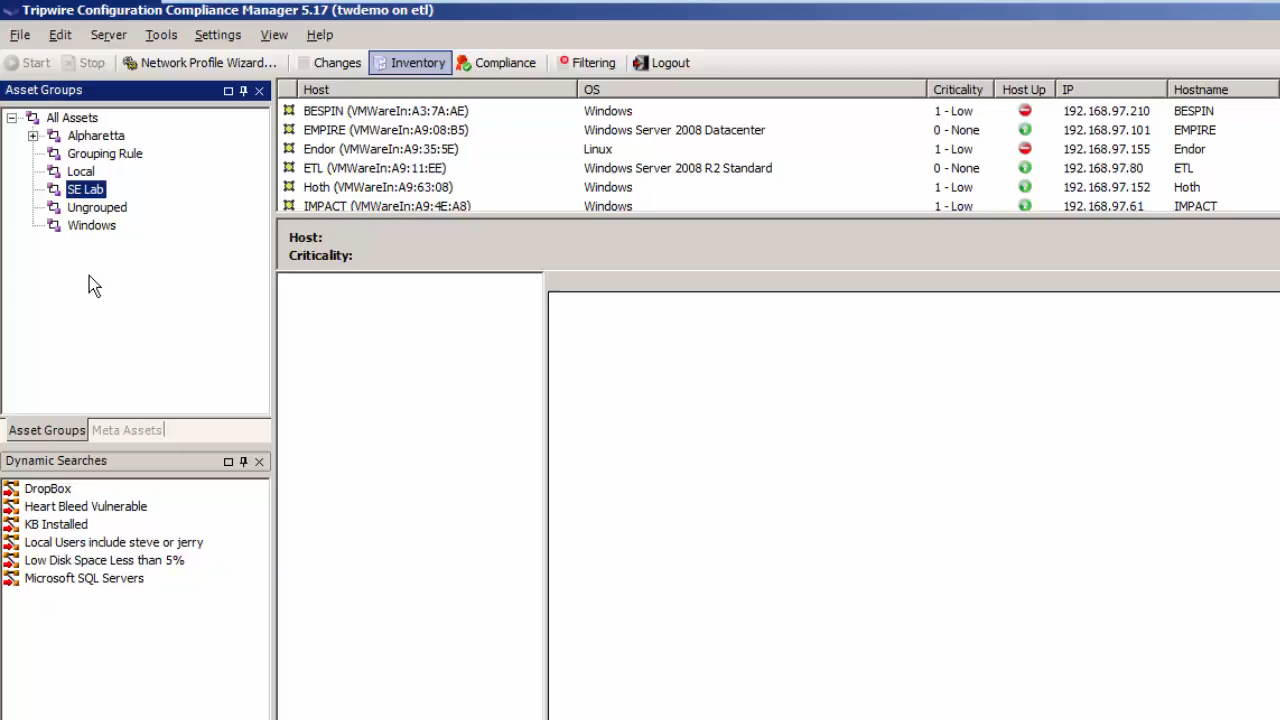 Tripwire Configuration Compliance Manager 5.17 (twdemo on etl)
File Edit Server Tools Settings View Help
Start Stop Network Profile Wizard... Changes Inventory Compliance Filtering Logout
Asset Groups
All Assets
Alpharetta
Grouping Rule
Local
SE Lab
Ungrouped
Windows
Asset Groups Meta Assets
Dynamic Searches
DropBox
Heart Bleed Vulnerable
KB Installed
Local Users include steve or jerry
Low Disk Space Less than 5%
Microsoft SQL Servers
Host OS Criticality Host Up IP Hostname
BESPIN (VMWareIn:A3:7A:AE) Windows 1 - Low 192.168.97.210 BESPIN
EMPIRE (VMWareIn:A9:08:B5) Windows Server 2008 Datacenter 0 - None 192.168.97.101 EMPIRE
Endor (VMWareIn:A9:35:5E) Linux 1 - Low 192.168.97.155 Endor
ETL (VMWareIn:A9:11:EE) Windows Server 2008 R2 Standard 0 - None 192.168.97.80 ETL
Hoth (VMWareIn:A9:63:08) Windows 1 - Low 192.168.97.152 Hoth
IMPACT (VMWareIn:A9:4E:A8) Windows 1 - Low 192.168.97.61 IMPACT
Host:
Criticality: